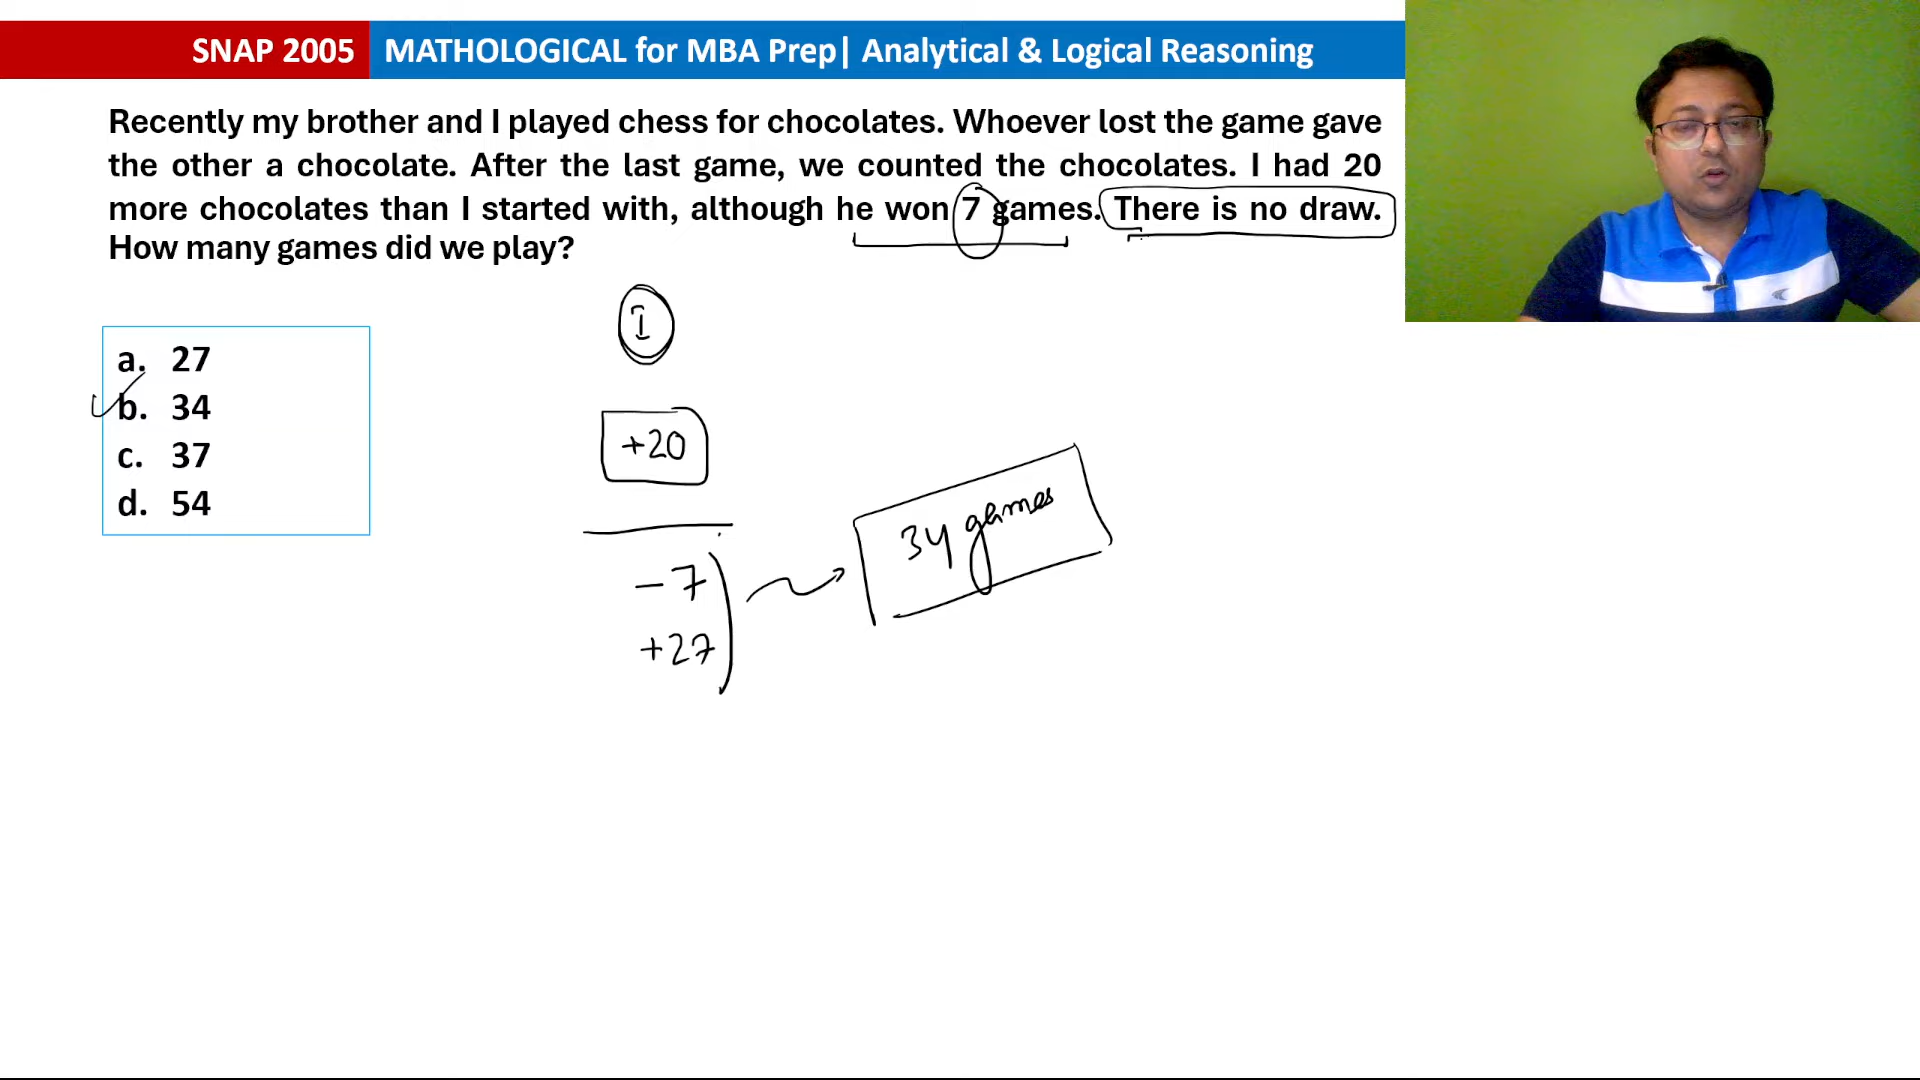 SNAP 2005 MATHOLOGICAL for MBA Prep| Analytical & Logical Reasoning
Recently my brother and I played chess for chocolates. Whoever lost the game gave
the other a chocolate. After the last game, we counted the chocolates. I had 20
more chocolates than I started with, although he won 7 games. There is no draw.
How many games did we play?
a. 27
b. 34
c. 37
d. 54
I
+20
- 7
+27
34 games